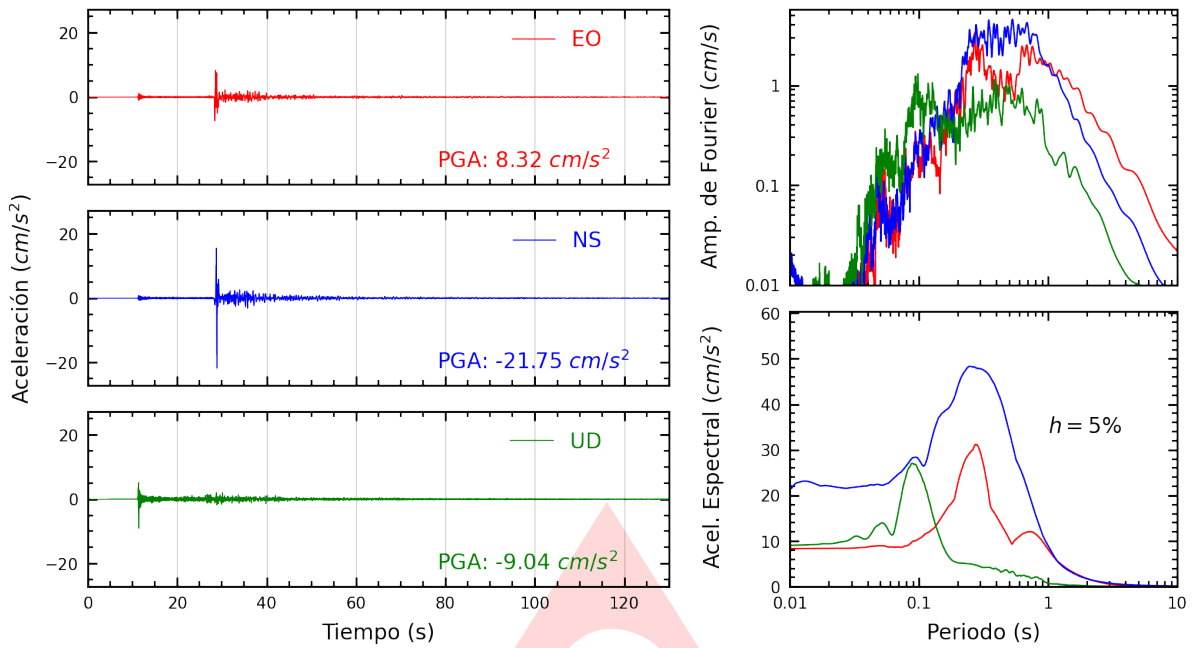 Aceleración (cm/s²)
20
0
−20
EO
PGA: 8.32 cm/s²
20
0
−20
NS
PGA: -21.75 cm/s²
20
0
−20
UD
PGA: -9.04 cm/s²
0 20 40 60 80 100 120
Tiempo (s)
Amp. de Fourier (cm/s)
1
0.1
0.01
Acel. Espectral (cm/s²)
60
50
40
30
20
10
0
h = 5%
0.01 0.1 1 10
Periodo (s)